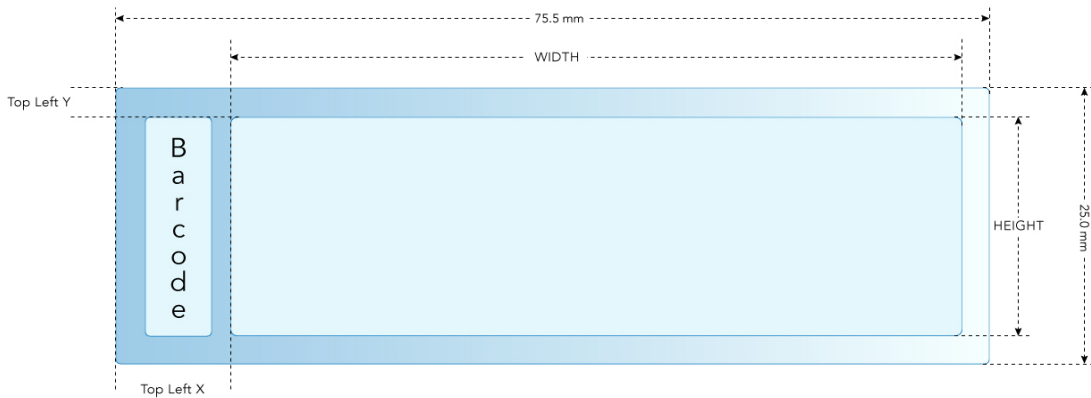 75.5 mm
WIDTH
Top Left Y
B
a
r
c
o
d
e
HEIGHT
25.0 mm
Top Left X